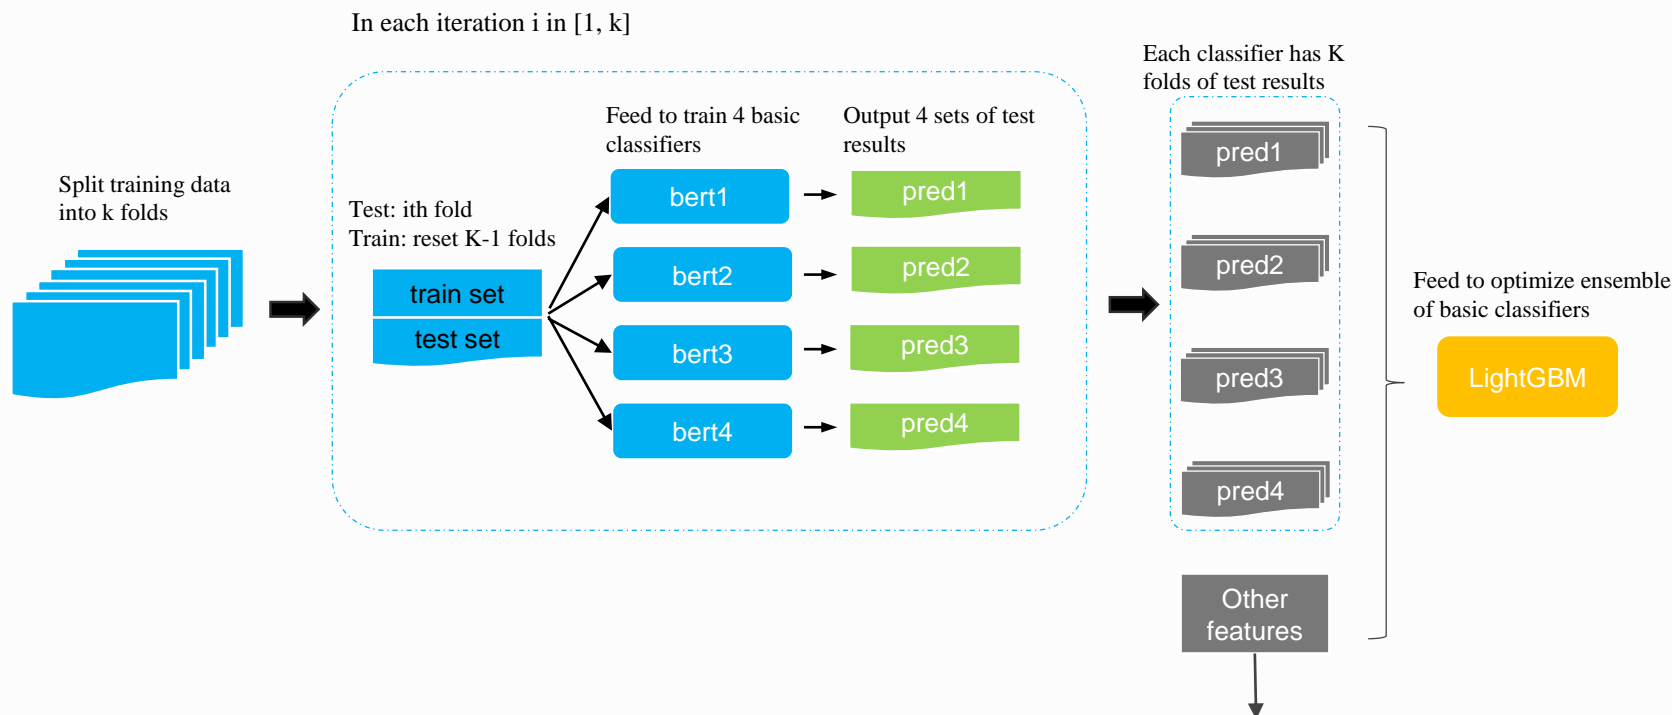 In each iteration i in [1, k]
Split training data
into k folds
Test: ith fold
Train: reset K-1 folds
train set
test set
Feed to train 4 basic
classifiers
bert1
bert2
bert3
bert4
Output 4 sets of test
results
pred1
pred2
pred3
pred4
Each classifier has K
folds of test results
pred1
pred2
pred3
pred4
Other
features
Feed to optimize ensemble
of basic classifiers
LightGBM